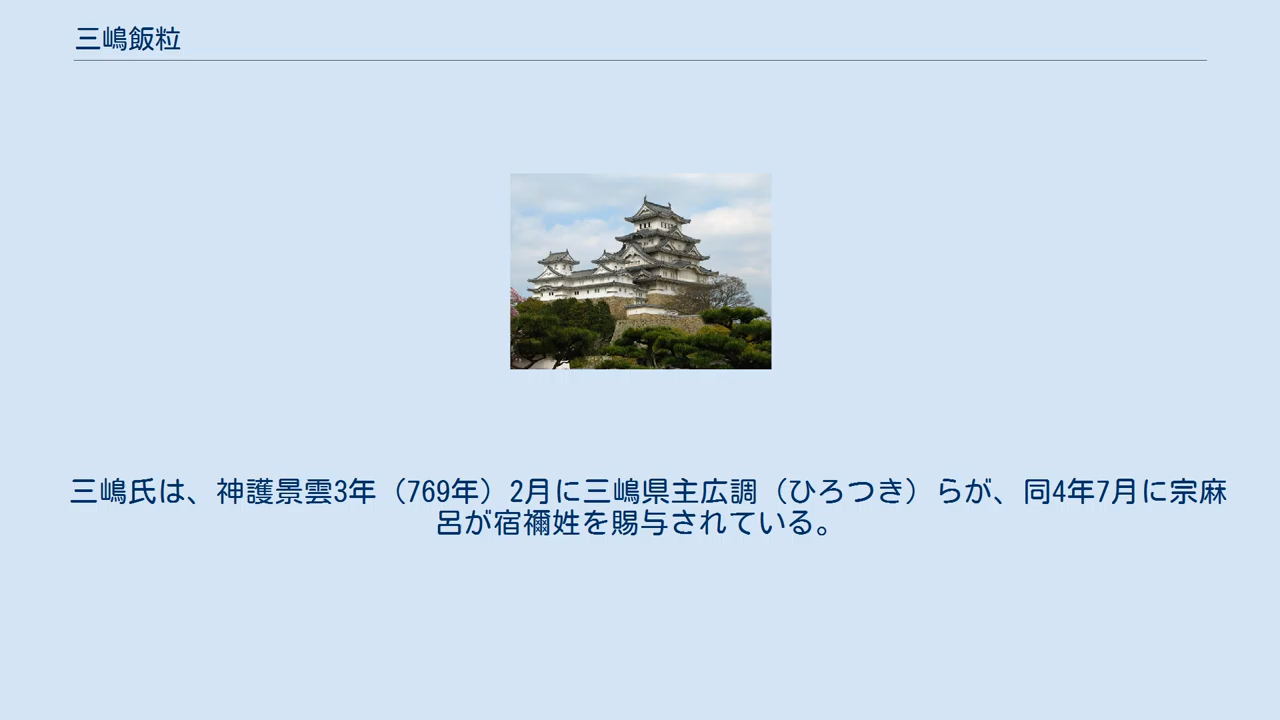 三嶋飯粒
三嶋氏は、神護景雲3年（769年）2月に三嶋県主広調（ひろつき）らが、同4年7月に宗麻
呂が宿禰姓を賜与されている。